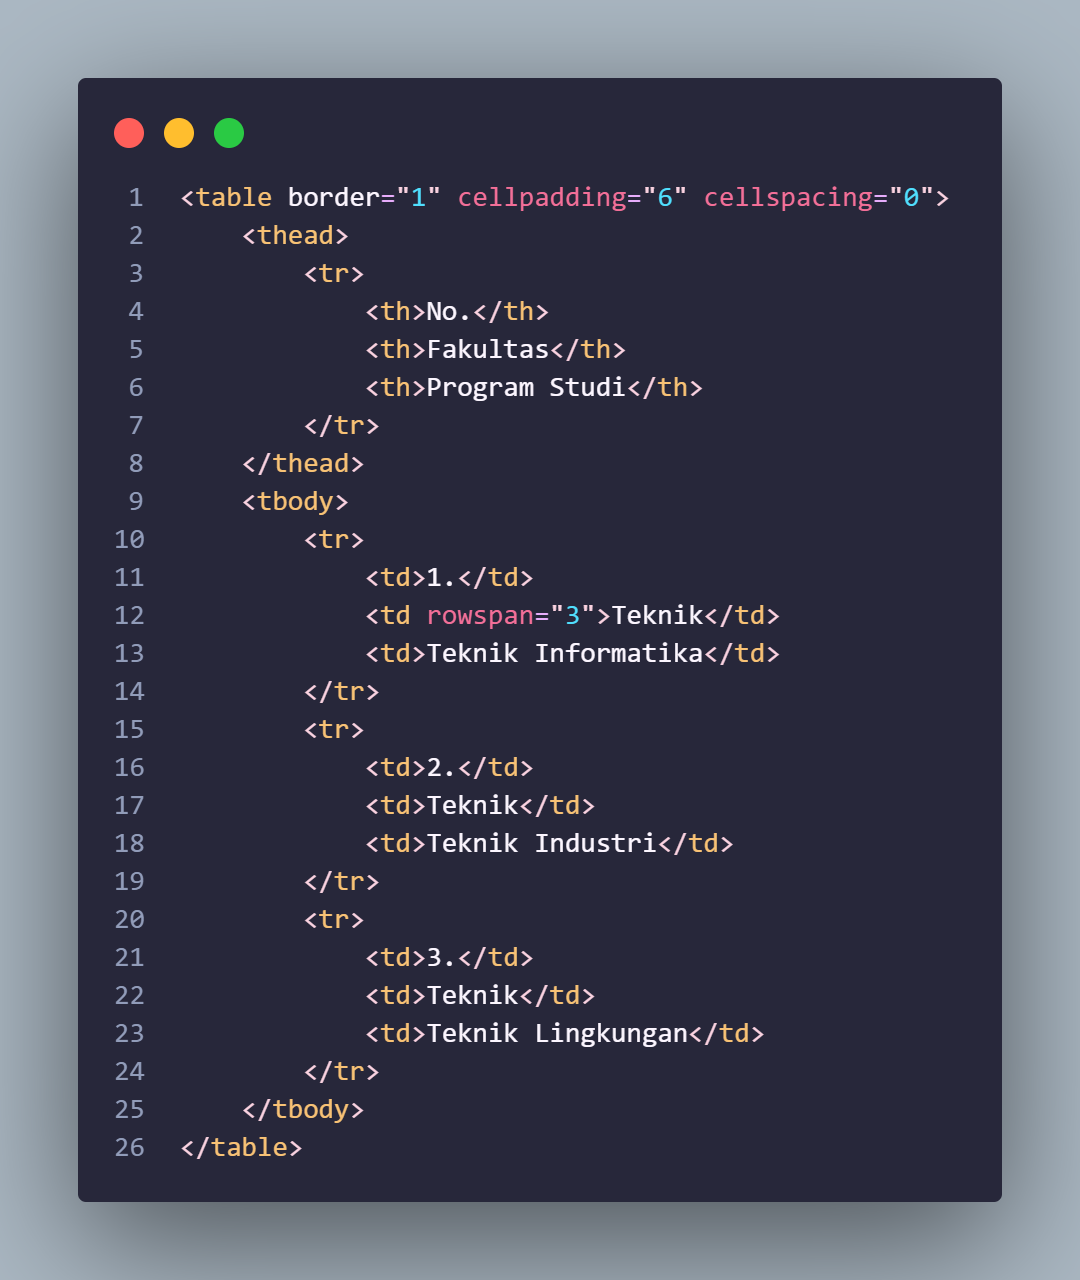 1 <table border="1" cellpadding="6" cellspacing="0">
2     <thead>
3         <tr>
4             <th>No.</th>
5             <th>Fakultas</th>
6             <th>Program Studi</th>
7         </tr>
8     </thead>
9     <tbody>
10         <tr>
11             <td>1.</td>
12             <td rowspan="3">Teknik</td>
13             <td>Teknik Informatika</td>
14         </tr>
15         <tr>
16             <td>2.</td>
17             <td>Teknik</td>
18             <td>Teknik Industri</td>
19         </tr>
20         <tr>
21             <td>3.</td>
22             <td>Teknik</td>
23             <td>Teknik Lingkungan</td>
24         </tr>
25     </tbody>
26 </table>